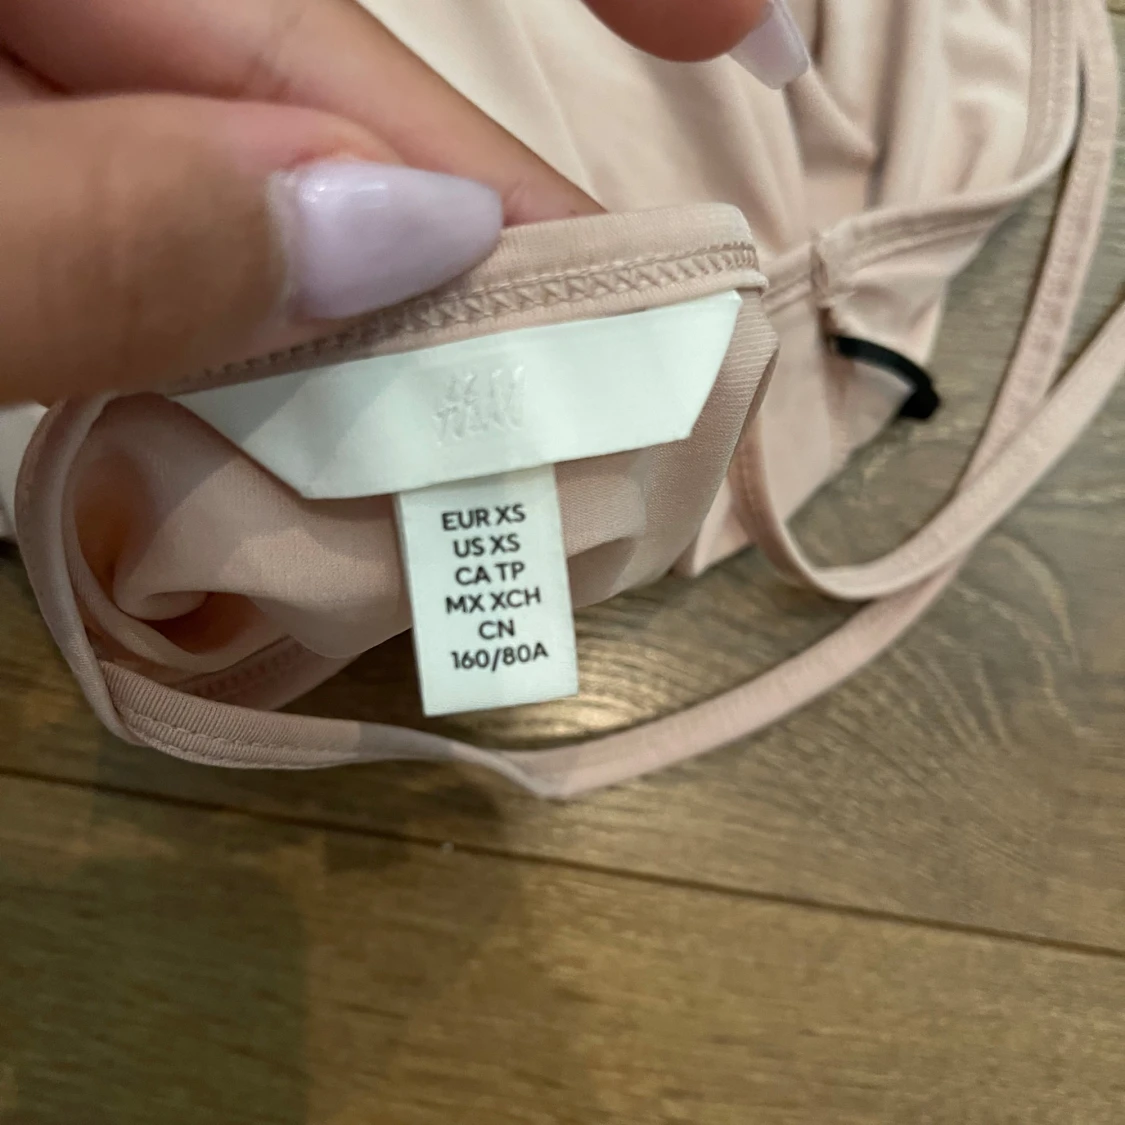 H&M
EUR XS
US XS
CA TP
MX XCH
CN
160/80A